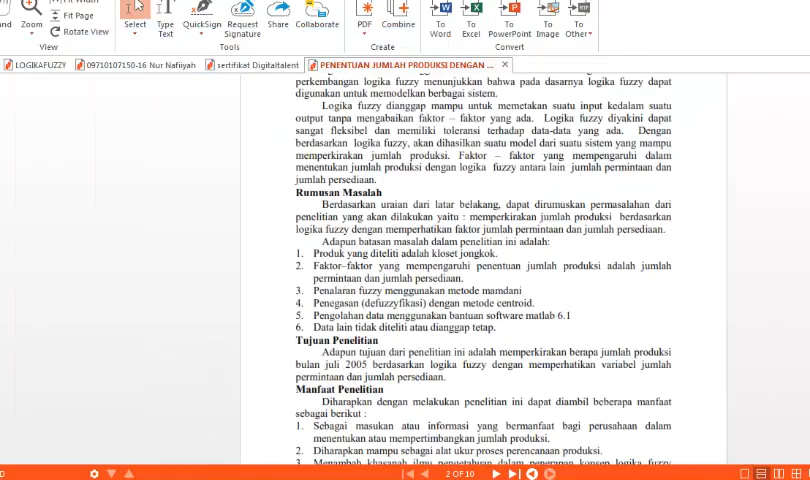 Zoom
Fit Page
Rotate View
View
Select
Type Text
QuickSign
Request Signature
Share
Collaborate
Tools
PDF
Combine
Create
To Word
To Excel
To PowerPoint
To Image
To Other
Convert
LOGIKAFUZZY
09710107150-16 Nur Nafiiyah
sertifikat Digitaltalent
PENENTUAN JUMLAH PRODUKSI DENGAN ...
perkembangan logika fuzzy menunjukkan bahwa pada dasarnya logika fuzzy dapat
digunakan untuk memodelkan berbagai sistem.
Logika fuzzy dianggap mampu untuk memetakan suatu input kedalam suatu
output tanpa mengabaikan faktor – faktor yang ada. Logika fuzzy diyakini dapat
sangat fleksibel dan memiliki toleransi terhadap data-data yang ada. Dengan
berdasarkan logika fuzzy, akan dihasilkan suatu model dari suatu sistem yang mampu
memperkirakan jumlah produksi. Faktor – faktor yang mempengaruhi dalam
menentukan jumlah produksi dengan logika fuzzy antara lain jumlah permintaan dan
jumlah persediaan.
Rumusan Masalah
Berdasarkan uraian dari latar belakang, dapat dirumuskan permasalahan dari
penelitian yang akan dilakukan yaitu : memperkirakan jumlah produksi berdasarkan
logika fuzzy dengan memperhatikan faktor jumlah permintaan dan jumlah persediaan.
Adapun batasan masalah dalam penelitian ini adalah:
1. Produk yang diteliti adalah kloset jongkok.
2. Faktor–faktor yang mempengaruhi penentuan jumlah produksi adalah jumlah
permintaan dan jumlah persediaan.
3. Penalaran fuzzy menggunakan metode mamdani
4. Penegasan (defuzzyfikasi) dengan metode centroid.
5. Pengolahan data menggunakan bantuan software matlab 6.1
6. Data lain tidak diteliti atau dianggap tetap.
Tujuan Penelitian
Adapun tujuan dari penelitian ini adalah memperkirakan berapa jumlah produksi
bulan juli 2005 berdasarkan logika fuzzy dengan memperhatikan variabel jumlah
permintaan dan jumlah persediaan.
Manfaat Penelitian
Diharapkan dengan melakukan penelitian ini dapat diambil beberapa manfaat
sebagai berikut :
1. Sebagai masukan atau informasi yang bermanfaat bagi perusahaan dalam
menentukan atau mempertimbangkan jumlah produksi.
2. Diharapkan mampu sebagai alat ukur proses perencanaan produksi.
3. Menambah khasanah ilmu pengetahuan dalam penerapan konsep logika fuzzy
2 OF 10